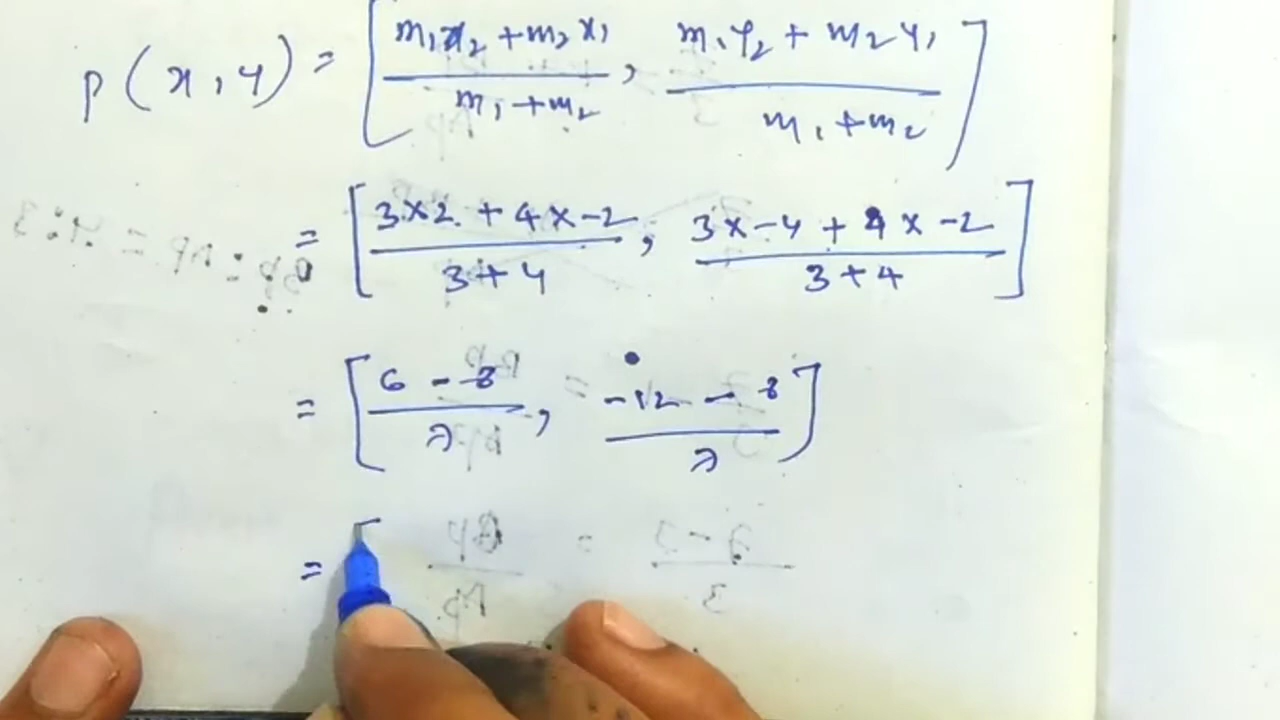 p(x,y) = [ m₁x₂ + m₂x₁ / m₁+m₂ , m₁y₂ + m₂y₁ / m₁+m₂ ]
= [ 3×2 + 4×-2 / 3+4 , 3×-4 + 4×-2 / 3+4 ]
= [ 6 - 8 / 7 , -12 - 8 / 7 ]
= [